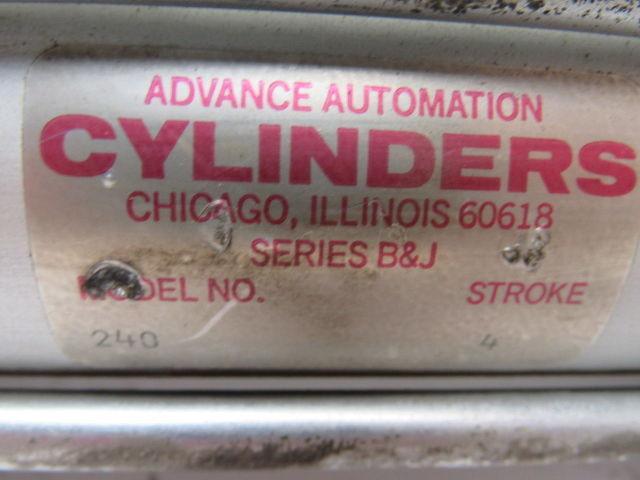 ADVANCE AUTOMATION
CYLINDERS
CHICAGO, ILLINOIS 60618
SERIES B&J
MODEL NO. STROKE
240 4